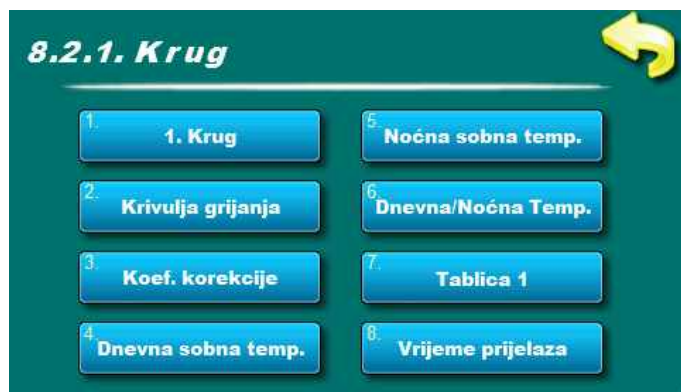 8.2.1. Krug
1.
1. Krug
2.
Krivulja grijanja
3.
Koef. korekcije
4.
Dnevna sobna temp.
5.
Noćna sobna temp.
6.
Dnevna/Noćna Temp.
7.
Tablica 1
8.
Vrijeme prijelaza